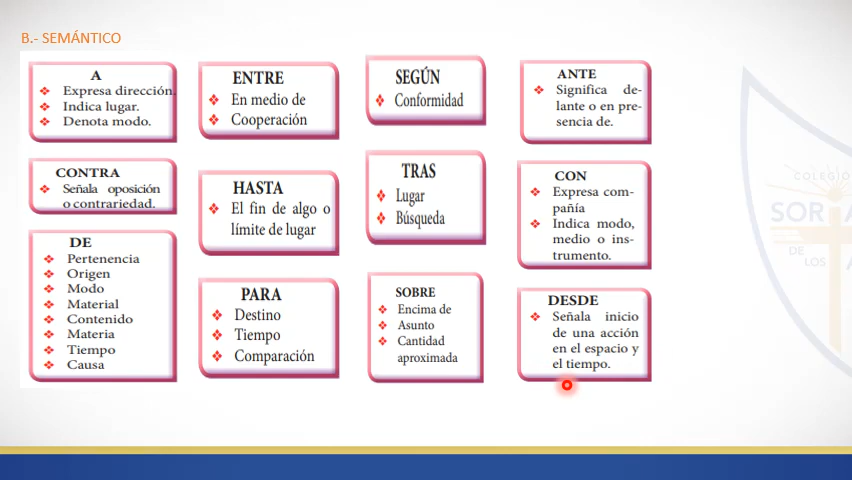 B.- SEMÁNTICO
A
Expresa dirección.
Indica lugar.
Denota modo.
CONTRA
Señala oposición
o contrariedad.
DE
Pertenencia
Origen
Modo
Material
Contenido
Materia
Tiempo
Causa
ENTRE
En medio de
Cooperación
HASTA
El fin de algo o
límite de lugar
PARA
Destino
Tiempo
Comparación
SEGÚN
Conformidad
TRAS
Lugar
Búsqueda
SOBRE
Encima de
Asunto
Cantidad
aproximada
ANTE
Significa de-
lante o en pre-
sencia de.
CON
Expresa com-
pañía
Indica modo,
medio o ins-
trumento.
DESDE
Señala inicio
de una acción
en el espacio y
el tiempo.
COLEGIO
DE
LOS